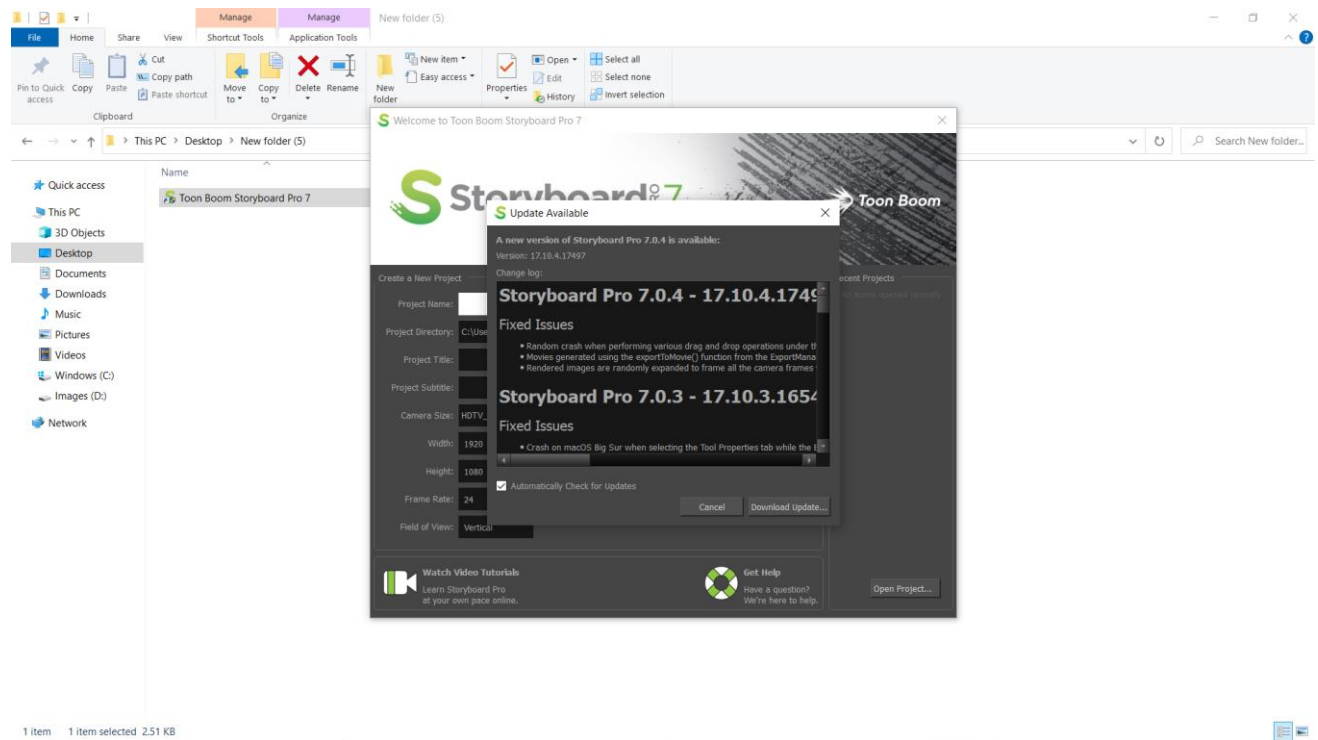 Manage
Manage
New folder (5)
File
Home
Share
View
Shortcut Tools
Application Tools
Pin to Quick access
Copy
Paste
Cut
Copy path
Paste shortcut
Move to
Copy to
Delete
Rename
New folder
New item
Easy access
Properties
Open
Edit
History
Select all
Select none
Invert selection
Clipboard
Organize
This PC > Desktop > New folder (5)
Search New folder...
Name
Toon Boom Storyboard Pro 7
Quick access
This PC
3D Objects
Desktop
Documents
Downloads
Music
Pictures
Videos
Windows (C:)
Images (D:)
Network
Welcome to Toon Boom Storyboard Pro 7
Storyboard 7
Toon Boom
Update Available
A new version of Storyboard Pro 7.0.4 is available:
Version: 17.10.4.17497
Change log:
Storyboard Pro 7.0.4 - 17.10.4.1749
Fixed Issues
• Random crash when performing various drag and drop operations under
• Movies generated using the exportToMovie() function from the ExportMana
• Rendered images are randomly expanded to frame all the camera frames
Storyboard Pro 7.0.3 - 17.10.3.1654
Fixed Issues
• Crash on macOS Big Sur when selecting the Tool Properties tab while the
Automatically Check for Updates
Cancel
Download Update...
Create a New Project
Project Name:
Project Directory: C:\Use
Project Title:
Project Subtitle:
Camera Size: HDTV_
Width: 1920
Height: 1080
Frame Rate: 24
Field of View: Vertical
ecent Projects
Watch Video Tutorials
Learn Storyboard Pro
at your own pace online.
Get Help
Have a question?
We're here to help.
Open Project...
1 item
1 item selected 2.51 KB